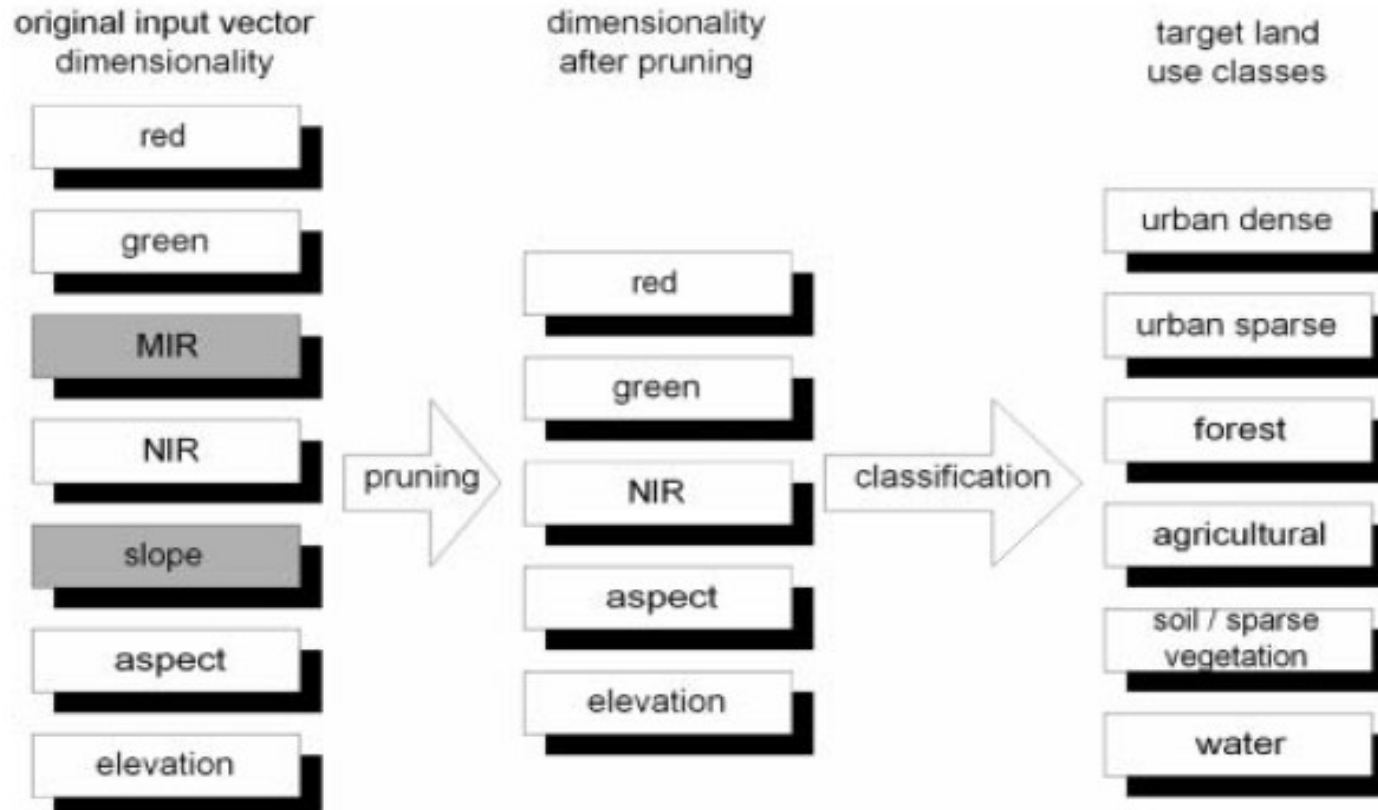 original input vector
dimensionality
red
green
MIR
NIR
slope
aspect
elevation
pruning
dimensionality
after pruning
red
green
NIR
aspect
elevation
classification
target land
use classes
urban dense
urban sparse
forest
agricultural
soil / sparse
vegetation
water